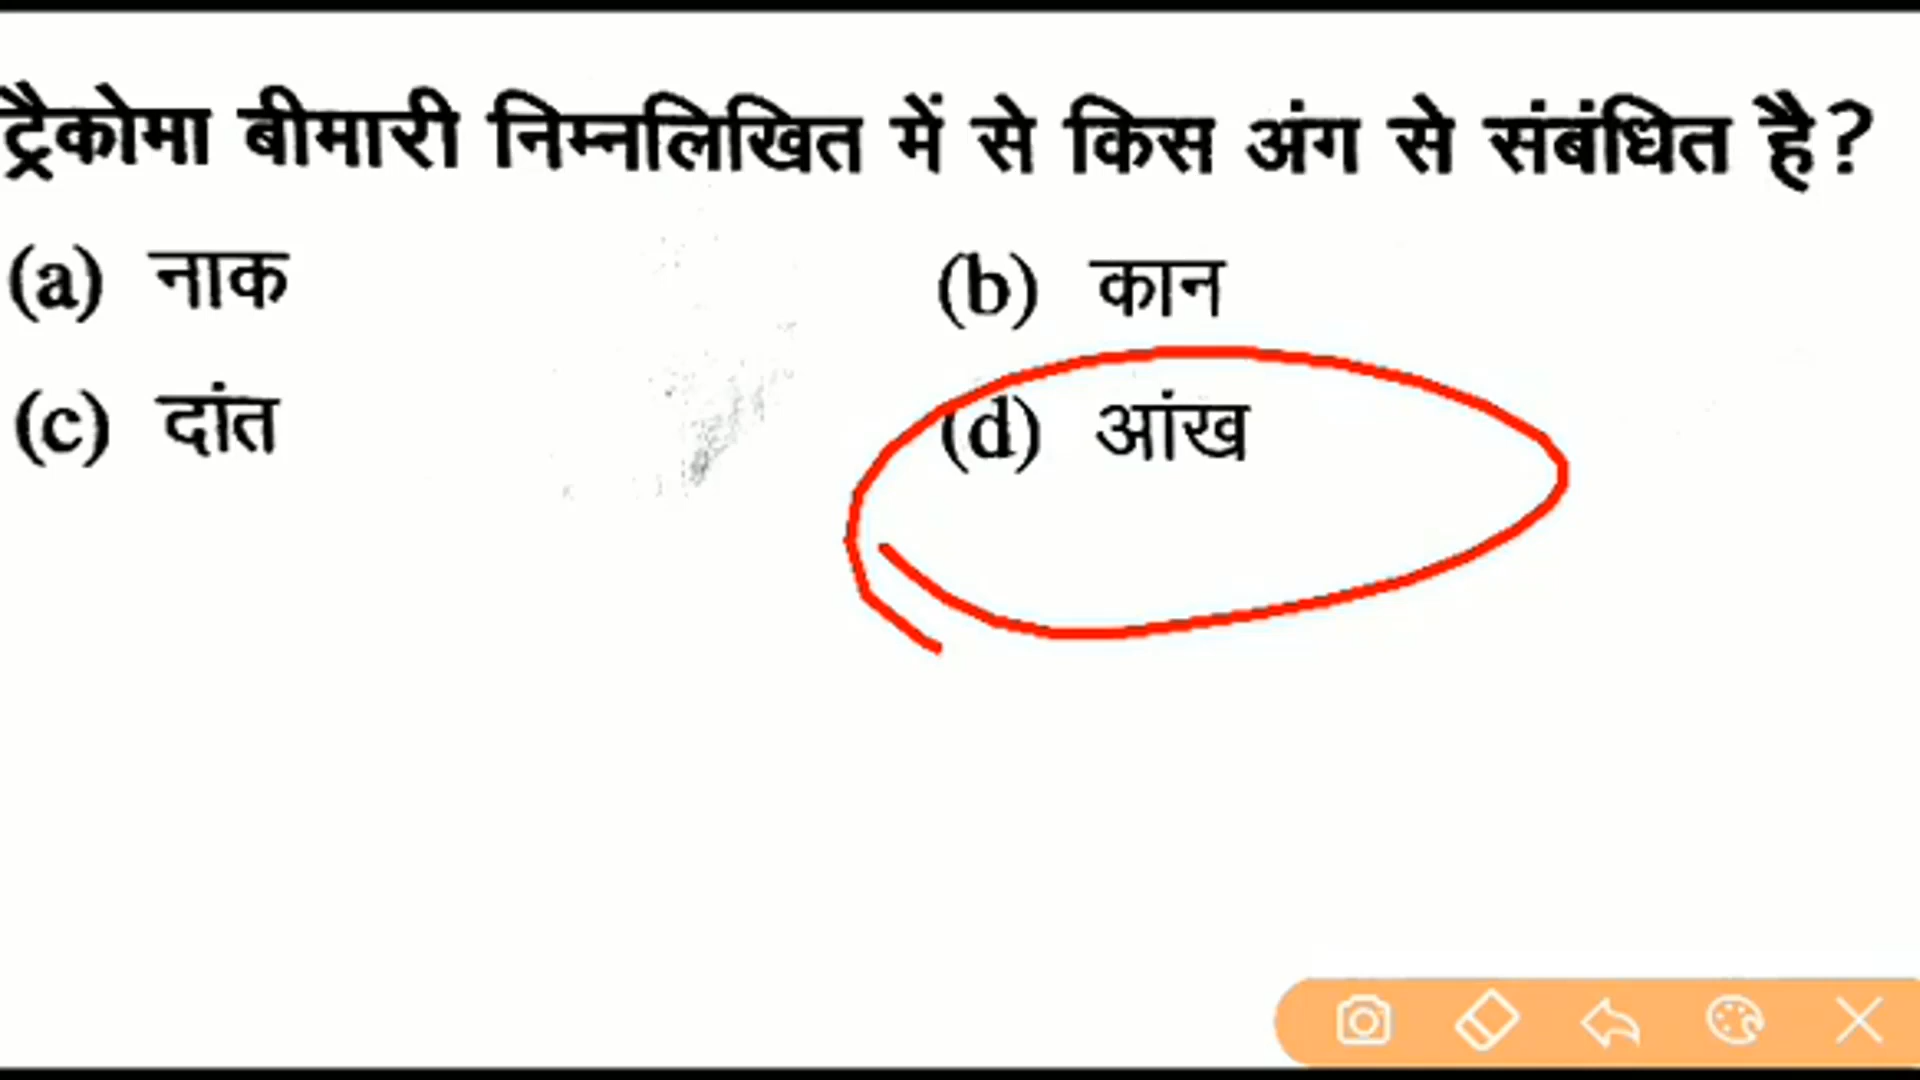 ट्रैकोमा बीमारी निम्नलिखित में से किस अंग से संबंधित है?
(a) नाक (b) कान
(c) दांत (d) आंख